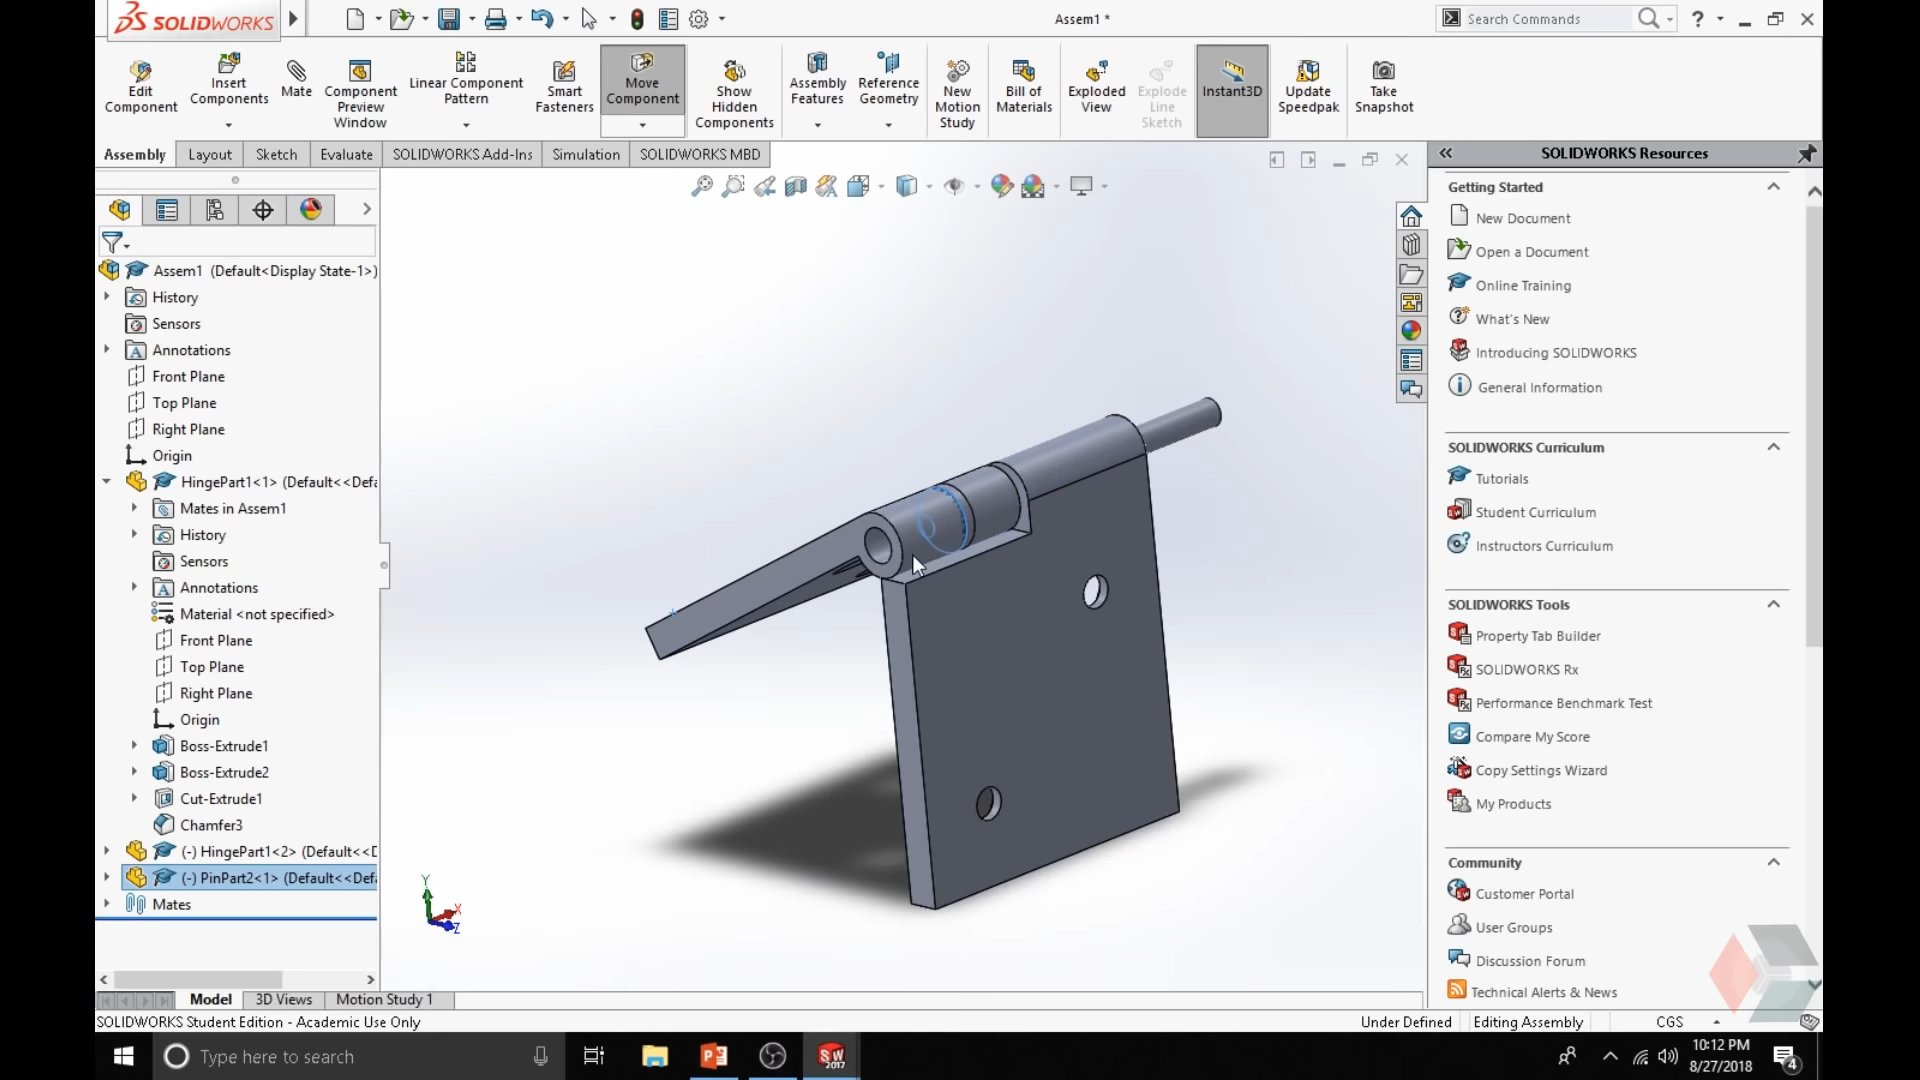 SOLIDWORKS
Assem1 *
Search Commands
?
Edit Component
Insert Components
Mate
Component Preview Window
Linear Component Pattern
Smart Fasteners
Move Component
Show Hidden Components
Assembly Features
Reference Geometry
New Motion Study
Bill of Materials
Exploded View
Explode Line Sketch
Instant3D
Update Speedpak
Take Snapshot
Assembly
Layout
Sketch
Evaluate
SOLIDWORKS Add-Ins
Simulation
SOLIDWORKS MBD
Assem1 (Default<Display State-1>)
History
Sensors
Annotations
Front Plane
Top Plane
Right Plane
Origin
HingePart1<1> (Default<<Defa
Mates in Assem1
History
Sensors
Annotations
Material <not specified>
Front Plane
Top Plane
Right Plane
Origin
Boss-Extrude1
Boss-Extrude2
Cut-Extrude1
Chamfer3
(-) HingePart1<2> (Default<<D
(-) PinPart2<1> (Default<<Defa
Mates
Y
X
Z
SOLIDWORKS Resources
Getting Started
New Document
Open a Document
Online Training
What's New
Introducing SOLIDWORKS
General Information
SOLIDWORKS Curriculum
Tutorials
Student Curriculum
Instructors Curriculum
SOLIDWORKS Tools
Property Tab Builder
SOLIDWORKS Rx
Performance Benchmark Test
Compare My Score
Copy Settings Wizard
My Products
Community
Customer Portal
User Groups
Discussion Forum
Technical Alerts & News
Model
3D Views
Motion Study 1
SOLIDWORKS Student Edition - Academic Use Only
Under Defined
Editing Assembly
CGS
Type here to search
10:12 PM
8/27/2018
4